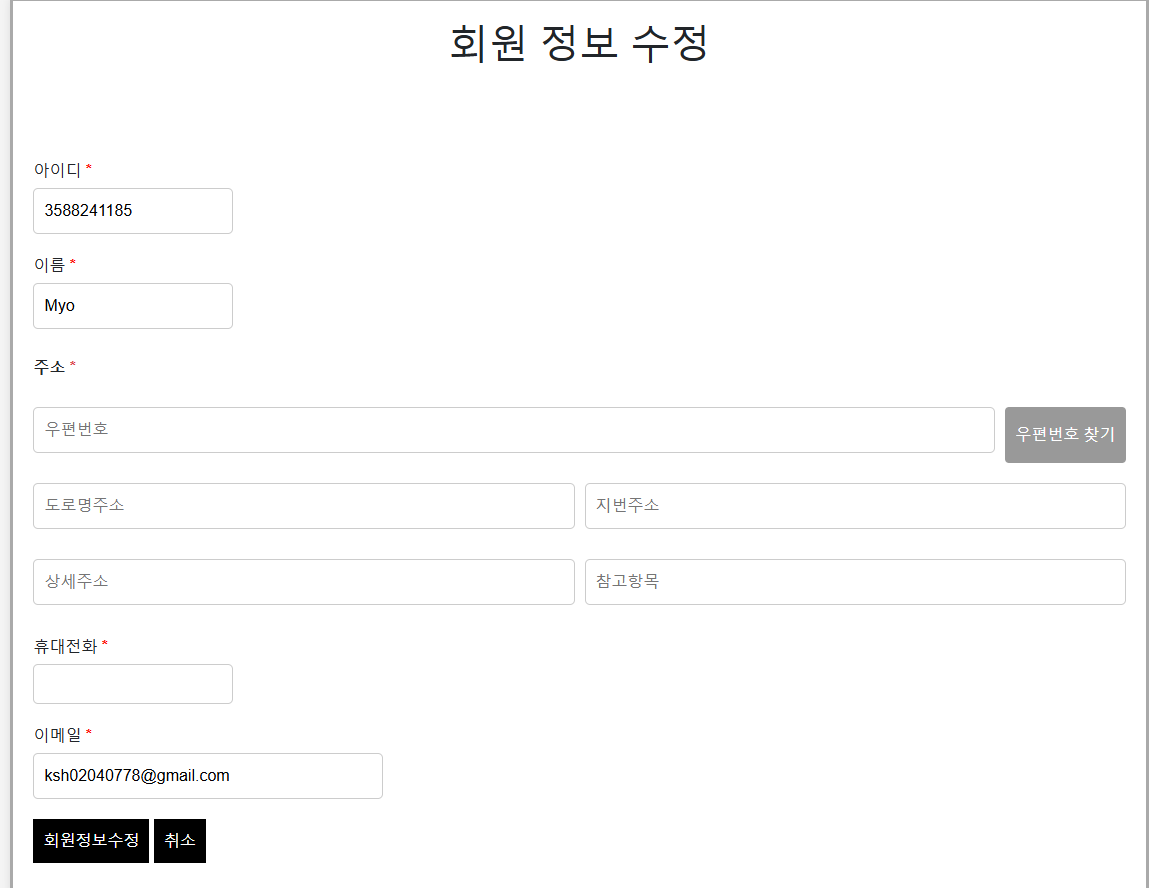 회원 정보 수정
아이디 *
3588241185
이름 *
Myo
주소 *
우편번호 우편번호 찾기
도로명주소 지번주소
상세주소 참고항목
휴대전화 *
이메일 *
ksh02040778@gmail.com
회원정보수정 취소